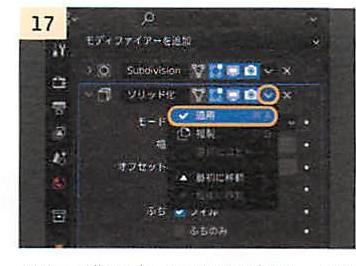 17
モディファイアーを追加
Subdivision
ソリッド化
適用
モード
複製
幅
オフセット
最初に移動
ふち フィル
ふちのみ